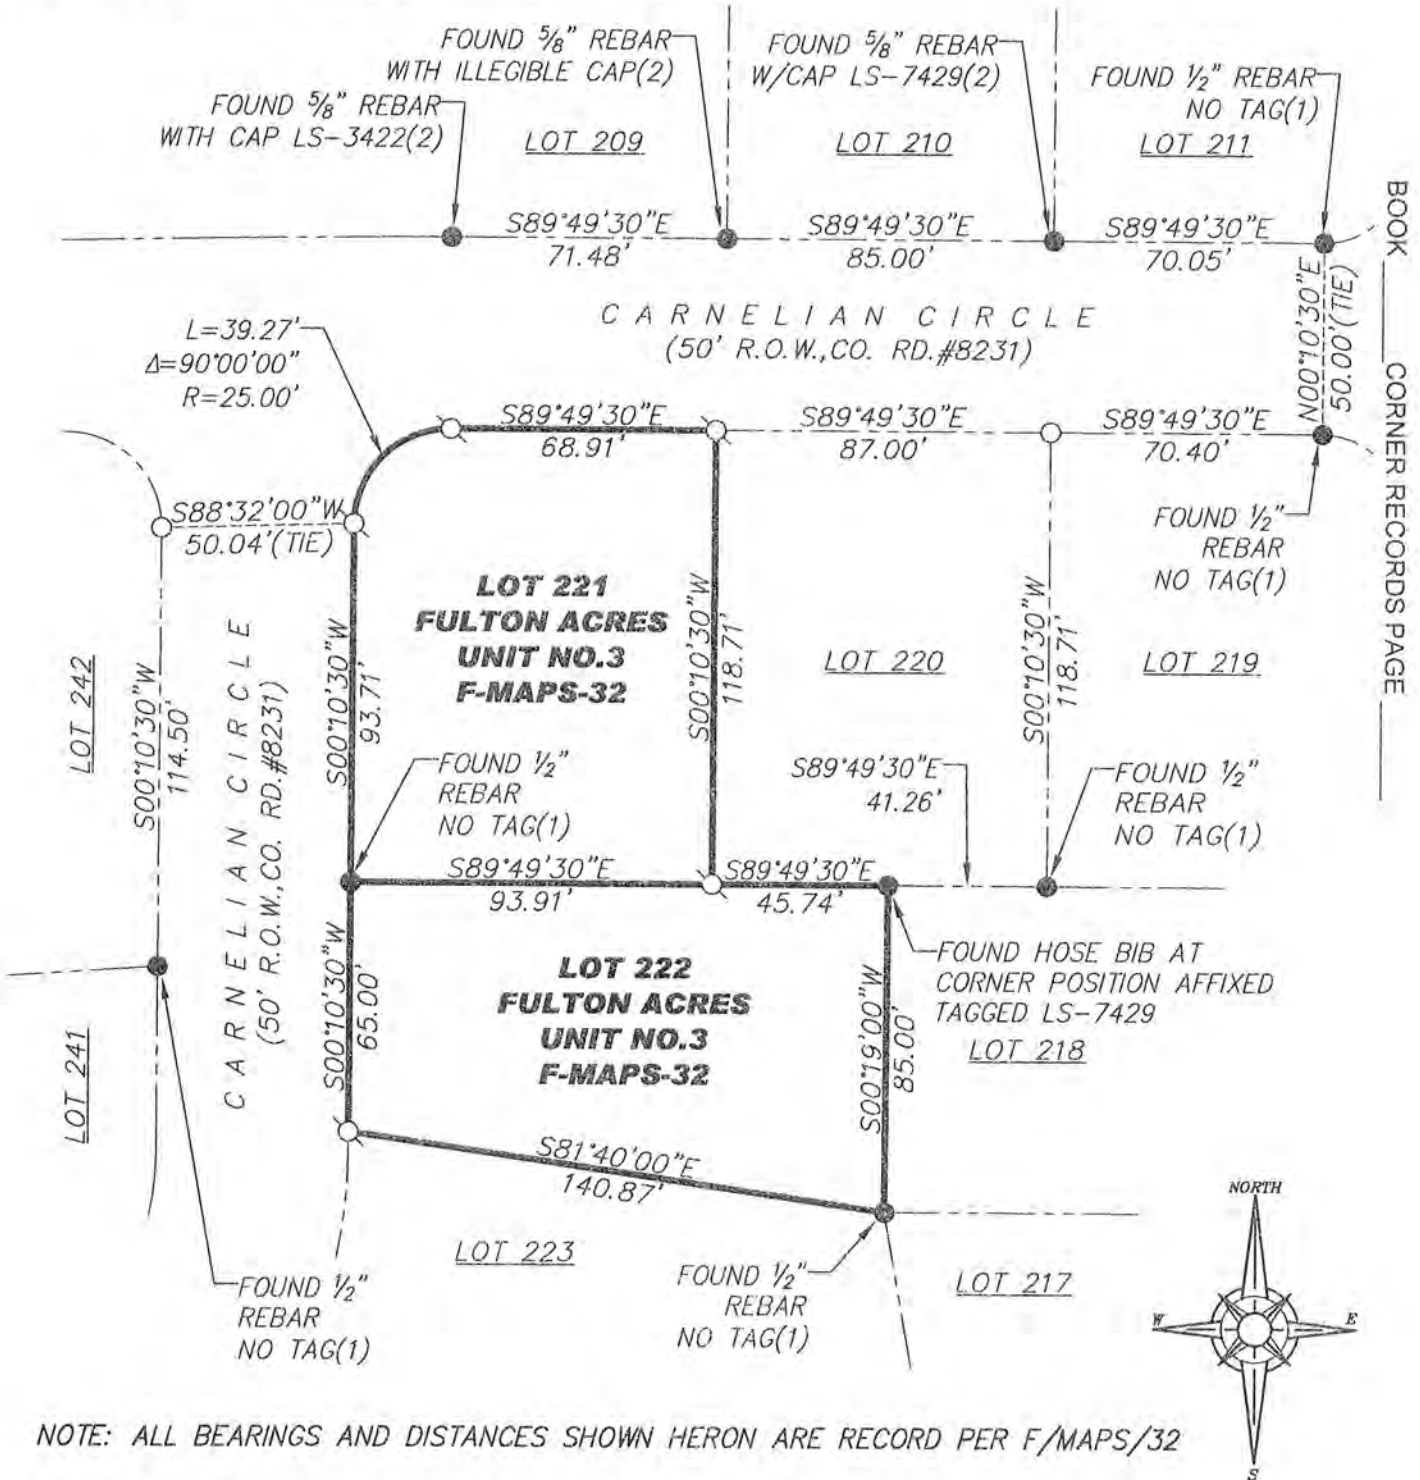 FOUND 5/8" REBAR
WITH ILLEGIBLE CAP(2)
FOUND 5/8" REBAR
W/CAP LS-7429(2)
FOUND 1/2" REBAR
NO TAG(1)
FOUND 5/8" REBAR
WITH CAP LS-3422(2)
LOT 209
LOT 210
LOT 211
S89°49'30"E
71.48'
S89°49'30"E
85.00'
S89°49'30"E
70.05'
BOOK
CORNER RECORDS PAGE
N00°10'30"E
50.00'(TIE)
CARNELIAN CIRCLE
(50' R.O.W.,CO. RD.#8231)
L=39.27'
Δ=90°00'00"
R=25.00'
S89°49'30"E
68.91'
S89°49'30"E
87.00'
S89°49'30"E
70.40'
S88°32'00"W
50.04'(TIE)
FOUND 1/2"
REBAR
NO TAG(1)
LOT 221
FULTON ACRES
UNIT NO.3
F-MAPS-32
S00°10'30"W
118.71'
S00°10'30"W
118.71'
LOT 220
LOT 219
LOT 242
S00°10'30"W
114.50'
CARNELIAN CIRCLE
(50' R.O.W.,CO. RD.#8231)
S00°10'30"W
93.71'
FOUND 1/2"
REBAR
NO TAG(1)
S89°49'30"E
41.26'
FOUND 1/2"
REBAR
NO TAG(1)
S89°49'30"E
93.91'
S89°49'30"E
45.74'
FOUND HOSE BIB AT
CORNER POSITION AFFIXED
TAGGED LS-7429
LOT 218
LOT 222
FULTON ACRES
UNIT NO.3
F-MAPS-32
S00°10'30"W
65.00'
S00°19'00"W
85.00'
LOT 241
S81°40'00"E
140.87'
LOT 223
FOUND 1/2"
REBAR
NO TAG(1)
FOUND 1/2"
REBAR
NO TAG(1)
LOT 217
NORTH
W
E
S
NOTE: ALL BEARINGS AND DISTANCES SHOWN HERON ARE RECORD PER F/MAPS/32